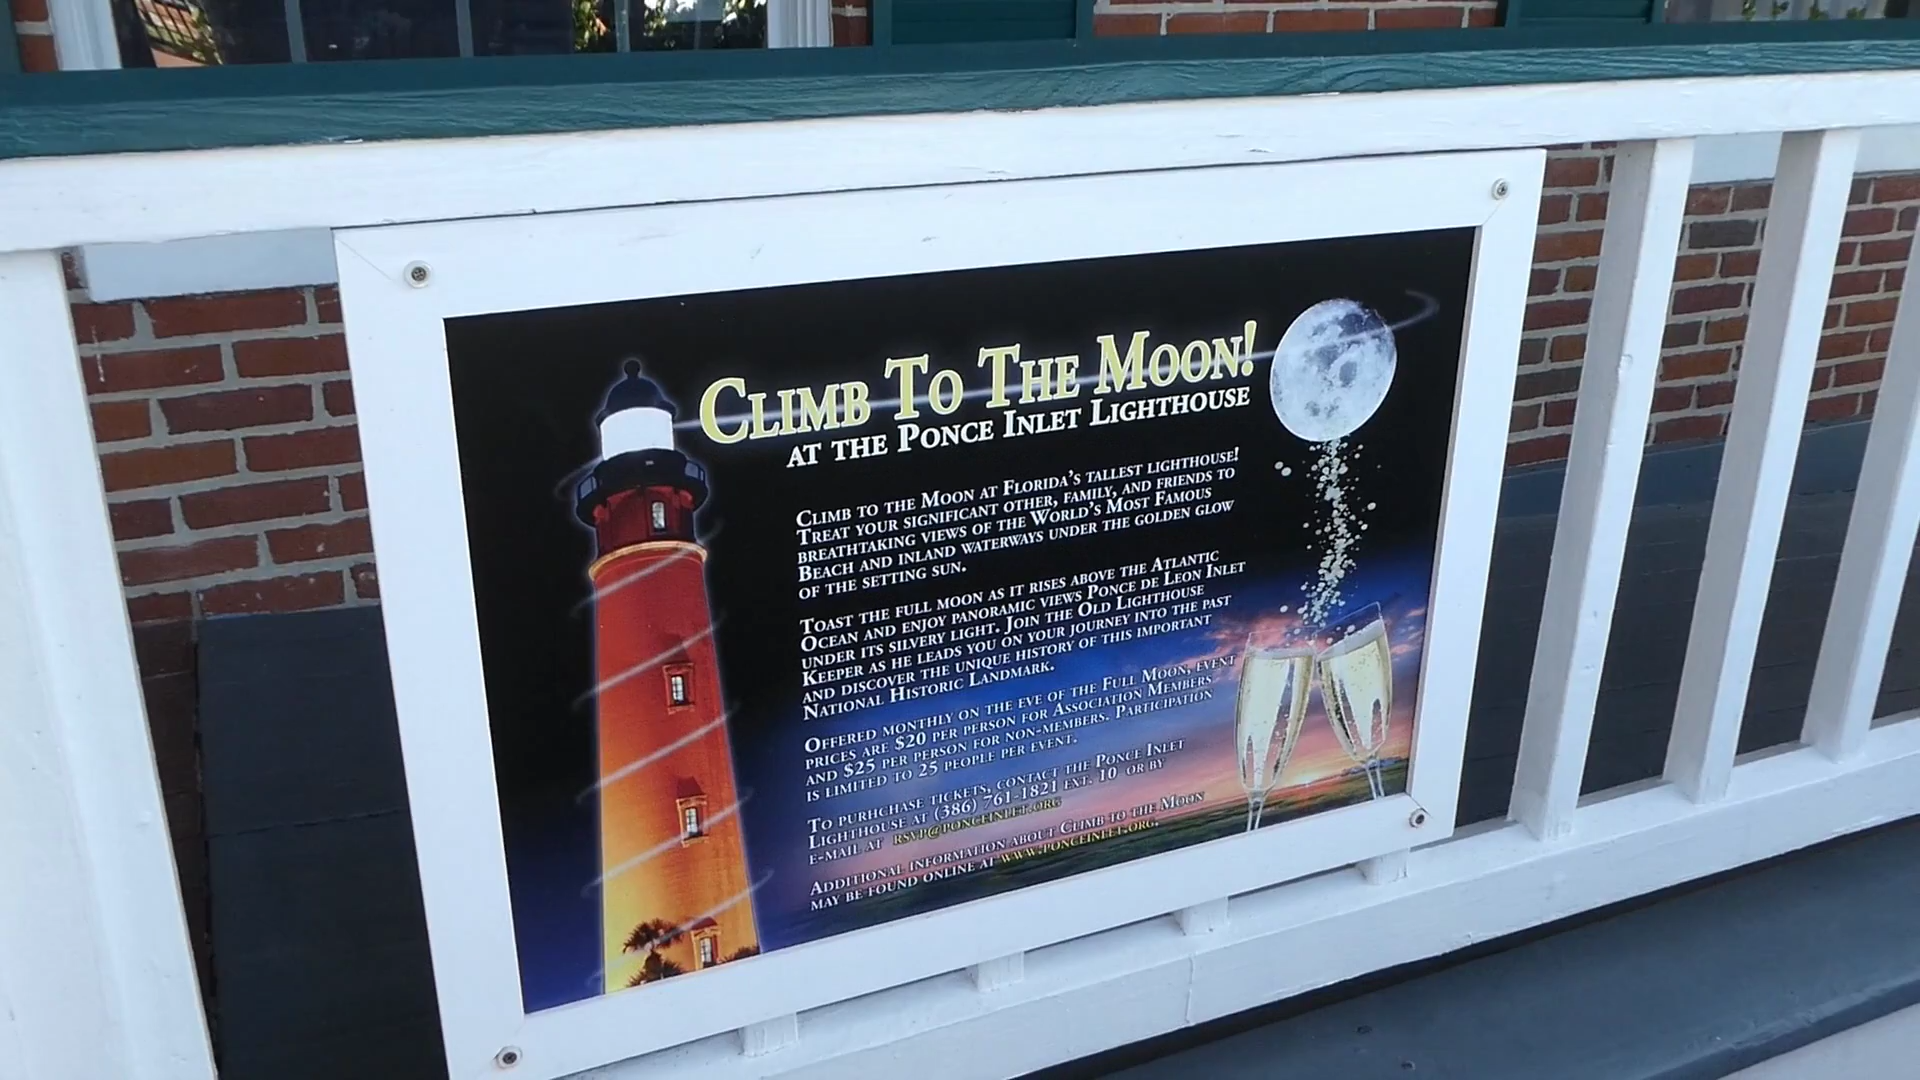 CLIMB TO THE MOON!
AT THE PONCE INLET LIGHTHOUSE
CLIMB TO THE MOON AT FLORIDA'S TALLEST LIGHTHOUSE!
TREAT YOUR SIGNIFICANT OTHER, FAMILY, AND FRIENDS TO
BREATHTAKING VIEWS OF THE WORLD'S MOST FAMOUS
BEACH AND INLAND WATERWAYS UNDER THE GOLDEN GLOW
OF THE SETTING SUN.
TOAST THE FULL MOON AS IT RISES ABOVE THE ATLANTIC
OCEAN AND ENJOY PANORAMIC VIEWS PONCE DE LEON INLET
UNDER ITS SILVERY LIGHT. JOIN THE OLD LIGHTHOUSE
KEEPER AS HE LEADS YOU ON YOUR JOURNEY INTO THE PAST
AND DISCOVER THE UNIQUE HISTORY OF THIS IMPORTANT
NATIONAL HISTORIC LANDMARK.
OFFERED MONTHLY ON THE EVE OF THE FULL MOON, EVENT
PRICES ARE $20 PER PERSON FOR ASSOCIATION MEMBERS
AND $25 PER PERSON FOR NON-MEMBERS. PARTICIPATION
IS LIMITED TO 25 PEOPLE PER EVENT.
TO PURHCHASE TICKETS, CONTACT THE PONCE INLET
LIGHTHOUSE AT (386) 761-1821 EXT. 10 OR BY
E-MAIL AT RSVP@PONCEINLET.ORG
ADDITIONAL INFORMATION ABOUT CLIMB TO THE MOON
MAY BE FOUND ONLINE AT WWW.PONCEINLET.ORG.